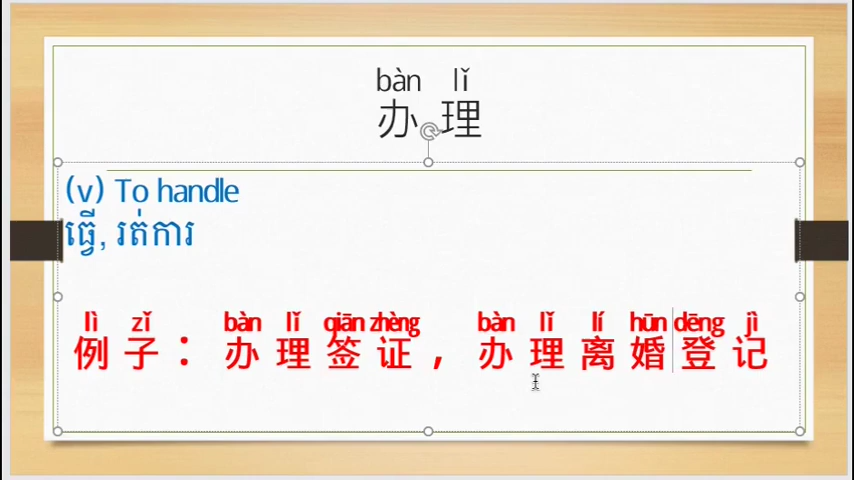 bàn lǐ
办理
(v) To handle
ធ្វើ, រត់ការ
lì zǐ bàn lǐ qiān zhèng bàn lǐ lí hūn dēng jì
例子：办理签证，办理离婚登记